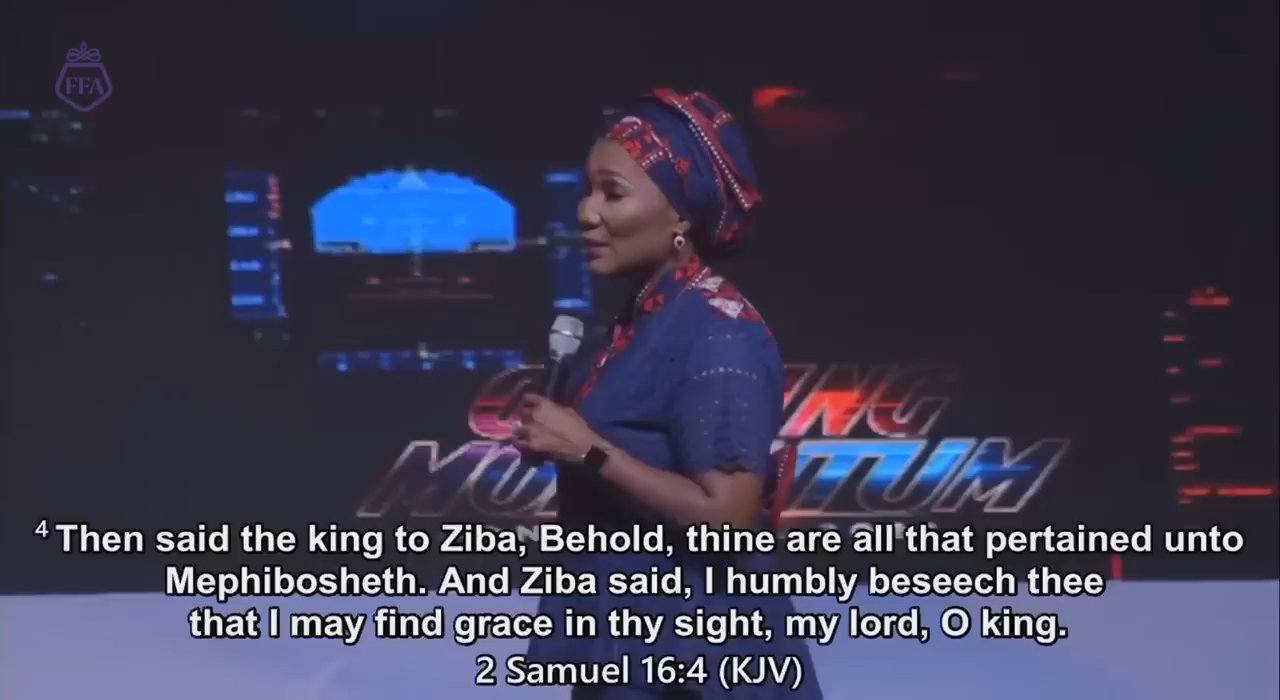 FFA
ING
4 Then said the king to Ziba, Behold, thine are all that pertained unto
Mephibosheth. And Ziba said, I humbly beseech thee
that I may find grace in thy sight, my lord, O king.
2 Samuel 16:4 (KJV)